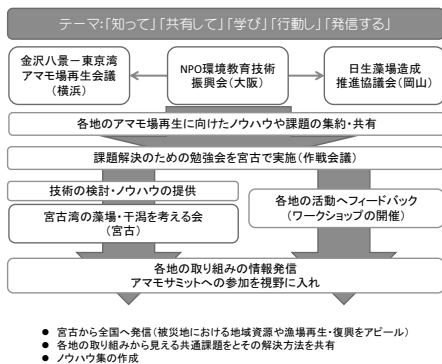 テーマ:｢知って｣｢共有して｣｢学び｣｢行動し｣｢発信する｣
金沢八景－東京湾
アマモ場再生会議
(横浜)
NPO環境教育技術
振興会(大阪)
日生藻場造成
推進協議会(岡山)
各地のアマモ場再生に向けたノウハウや課題の集約・共有
課題解決のための勉強会を宮古で実施(作戦会議)
技術の検討・ノウハウの提供
宮古湾の藻場・干潟を考える会
(宮古)
各地の活動へフィードバック
(ワークショップの開催)
各地の取り組みの情報発信
アマモサミットへの参加を視野に入れ
● 宮古から全国へ発信(被災地における地域資源や漁場再生・復興をアピール)
● 各地の取り組みから見える共通課題とその解決方法を共有
● ノウハウ集の作成